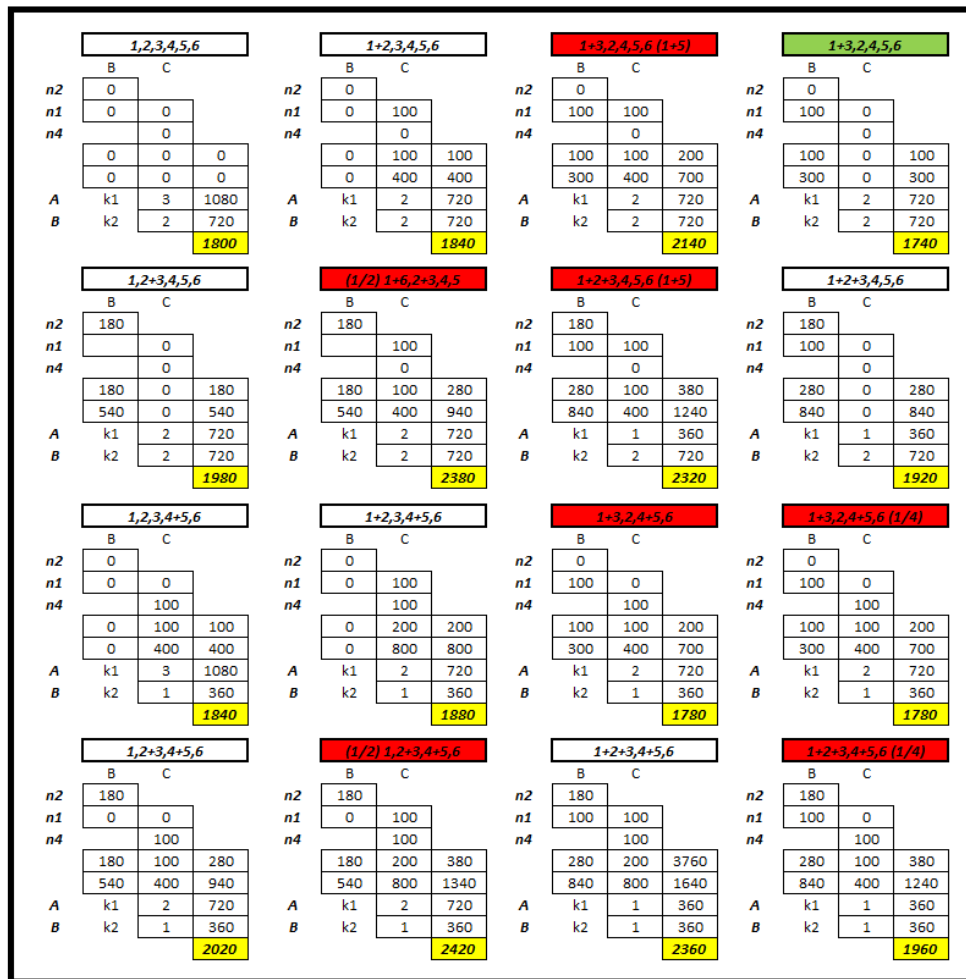 1,2,3,4,5,6 1+2,3,4,5,6 1+3,2,4,5,6 (1+5) 1+3,2,4,5,6
B C B C B C B C
n2 0 n2 0 n2 0 n2 0
n1 0 0 n1 0 100 n1 100 100 n1 100 0
n4 0 n4 0 n4 0 n4 0
0 0 0 0 100 100 100 100 200 100 0 100
0 0 0 0 400 400 300 400 700 300 0 300
A k1 3 1080 A k1 2 720 A k1 2 720 A k1 2 720
B k2 2 720 B k2 2 720 B k2 2 720 B k2 2 720
1800 1840 2140 1740
1,2+3,4,5,6 (1/2) 1+6,2+3,4,5 1+2+3,4,5,6 (1+5) 1+2+3,4,5,6
B C B C B C B C
n2 180 n2 180 n2 180 n2 180
n1 0 n1 100 n1 100 100 n1 100 0
n4 0 n4 0 n4 0 n4 0
180 0 180 180 100 280 280 100 380 280 0 280
540 0 540 540 400 940 840 400 1240 840 0 840
A k1 2 720 A k1 2 720 A k1 1 360 A k1 1 360
B k2 2 720 B k2 2 720 B k2 2 720 B k2 2 720
1980 2380 2320 1920
1,2,3,4+5,6 1+2,3,4+5,6 1+3,2,4+5,6 1+3,2,4+5,6 (1/4)
B C B C B C B C
n2 0 n2 0 n2 0 n2 0
n1 0 0 n1 0 100 n1 100 0 n1 100 0
n4 100 n4 100 n4 100 n4 100
0 100 100 0 200 200 100 100 200 100 100 200
0 400 400 0 800 800 300 400 700 300 400 700
A k1 3 1080 A k1 2 720 A k1 2 720 A k1 2 720
B k2 1 360 B k2 1 360 B k2 1 360 B k2 1 360
1840 1880 1780 1780
1,2+3,4+5,6 (1/2) 1,2+3,4+5,6 1+2+3,4+5,6 1+2+3,4+5,6 (1/4)
B C B C B C B C
n2 180 n2 180 n2 180 n2 180
n1 0 0 n1 0 100 n1 100 100 n1 100 0
n4 100 n4 100 n4 100 n4 100
180 100 280 180 200 380 280 200 3760 280 100 380
540 400 940 540 800 1340 840 800 1640 840 400 1240
A k1 2 720 A k1 2 720 A k1 1 360 A k1 1 360
B k2 1 360 B k2 1 360 B k2 1 360 B k2 1 360
2020 2420 2360 1960